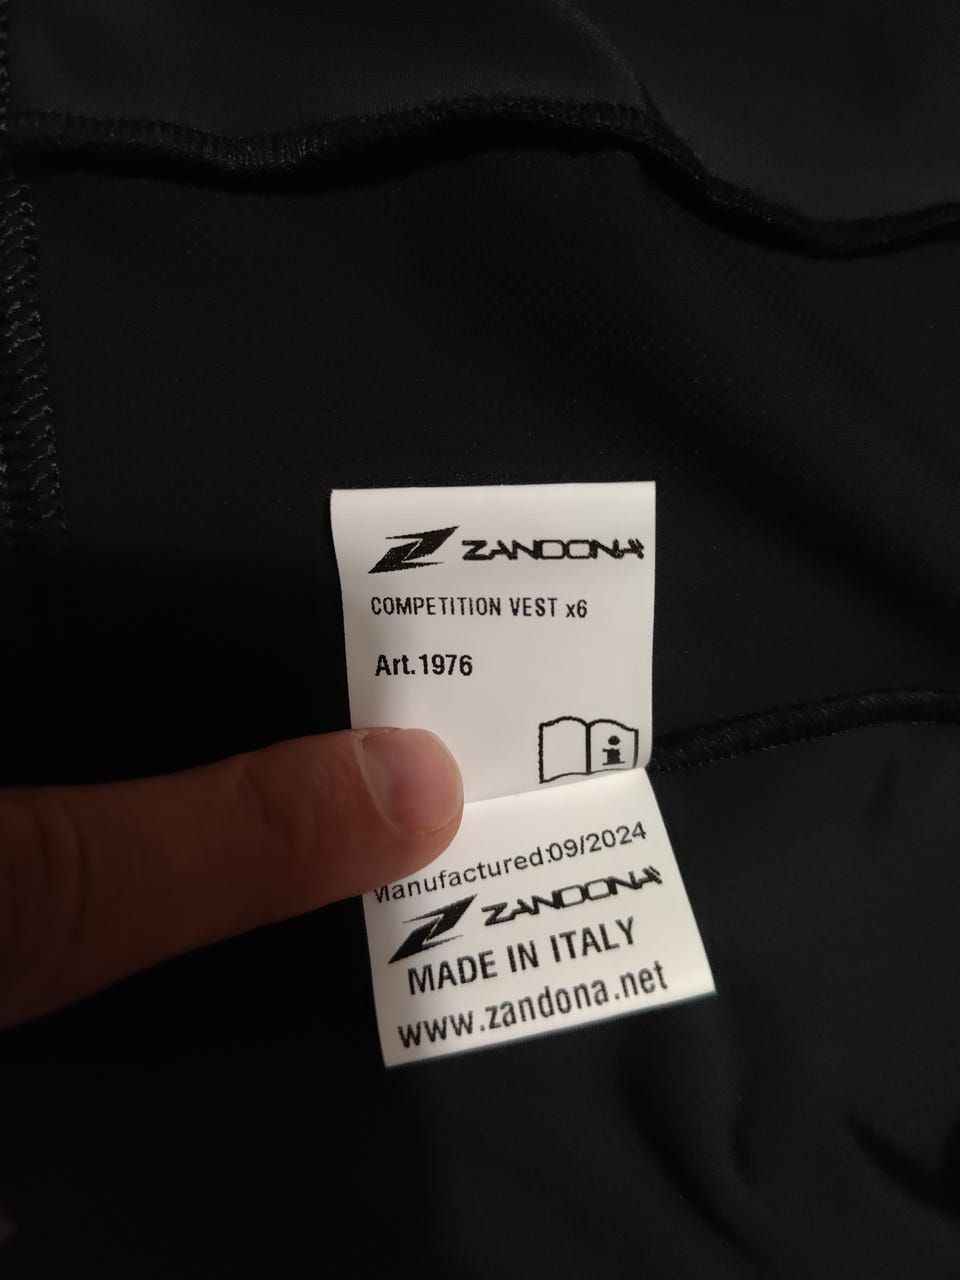 ZANDONA
COMPETITION VEST x6
Art.1976
i
Manufactured:09/2024
ZANDONA
MADE IN ITALY
www.zandona.net